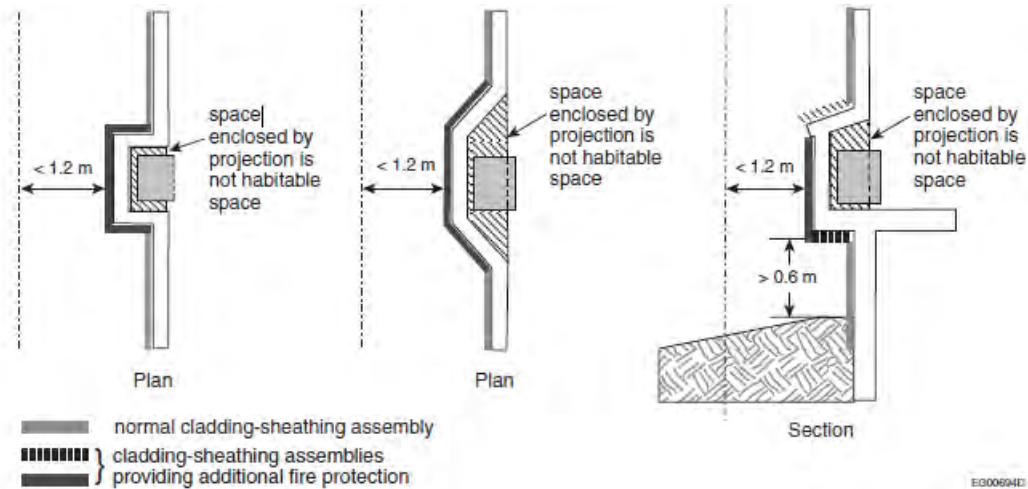 space
enclosed by
projection is
not habitable
space
< 1.2 m
Plan
space
enclosed by
projection is
not habitable
space
< 1.2 m
Plan
space
enclosed by
projection is
not habitable
space
< 1.2 m
> 0.6 m
Section
normal cladding-sheathing assembly
cladding-sheathing assemblies
providing additional fire protection